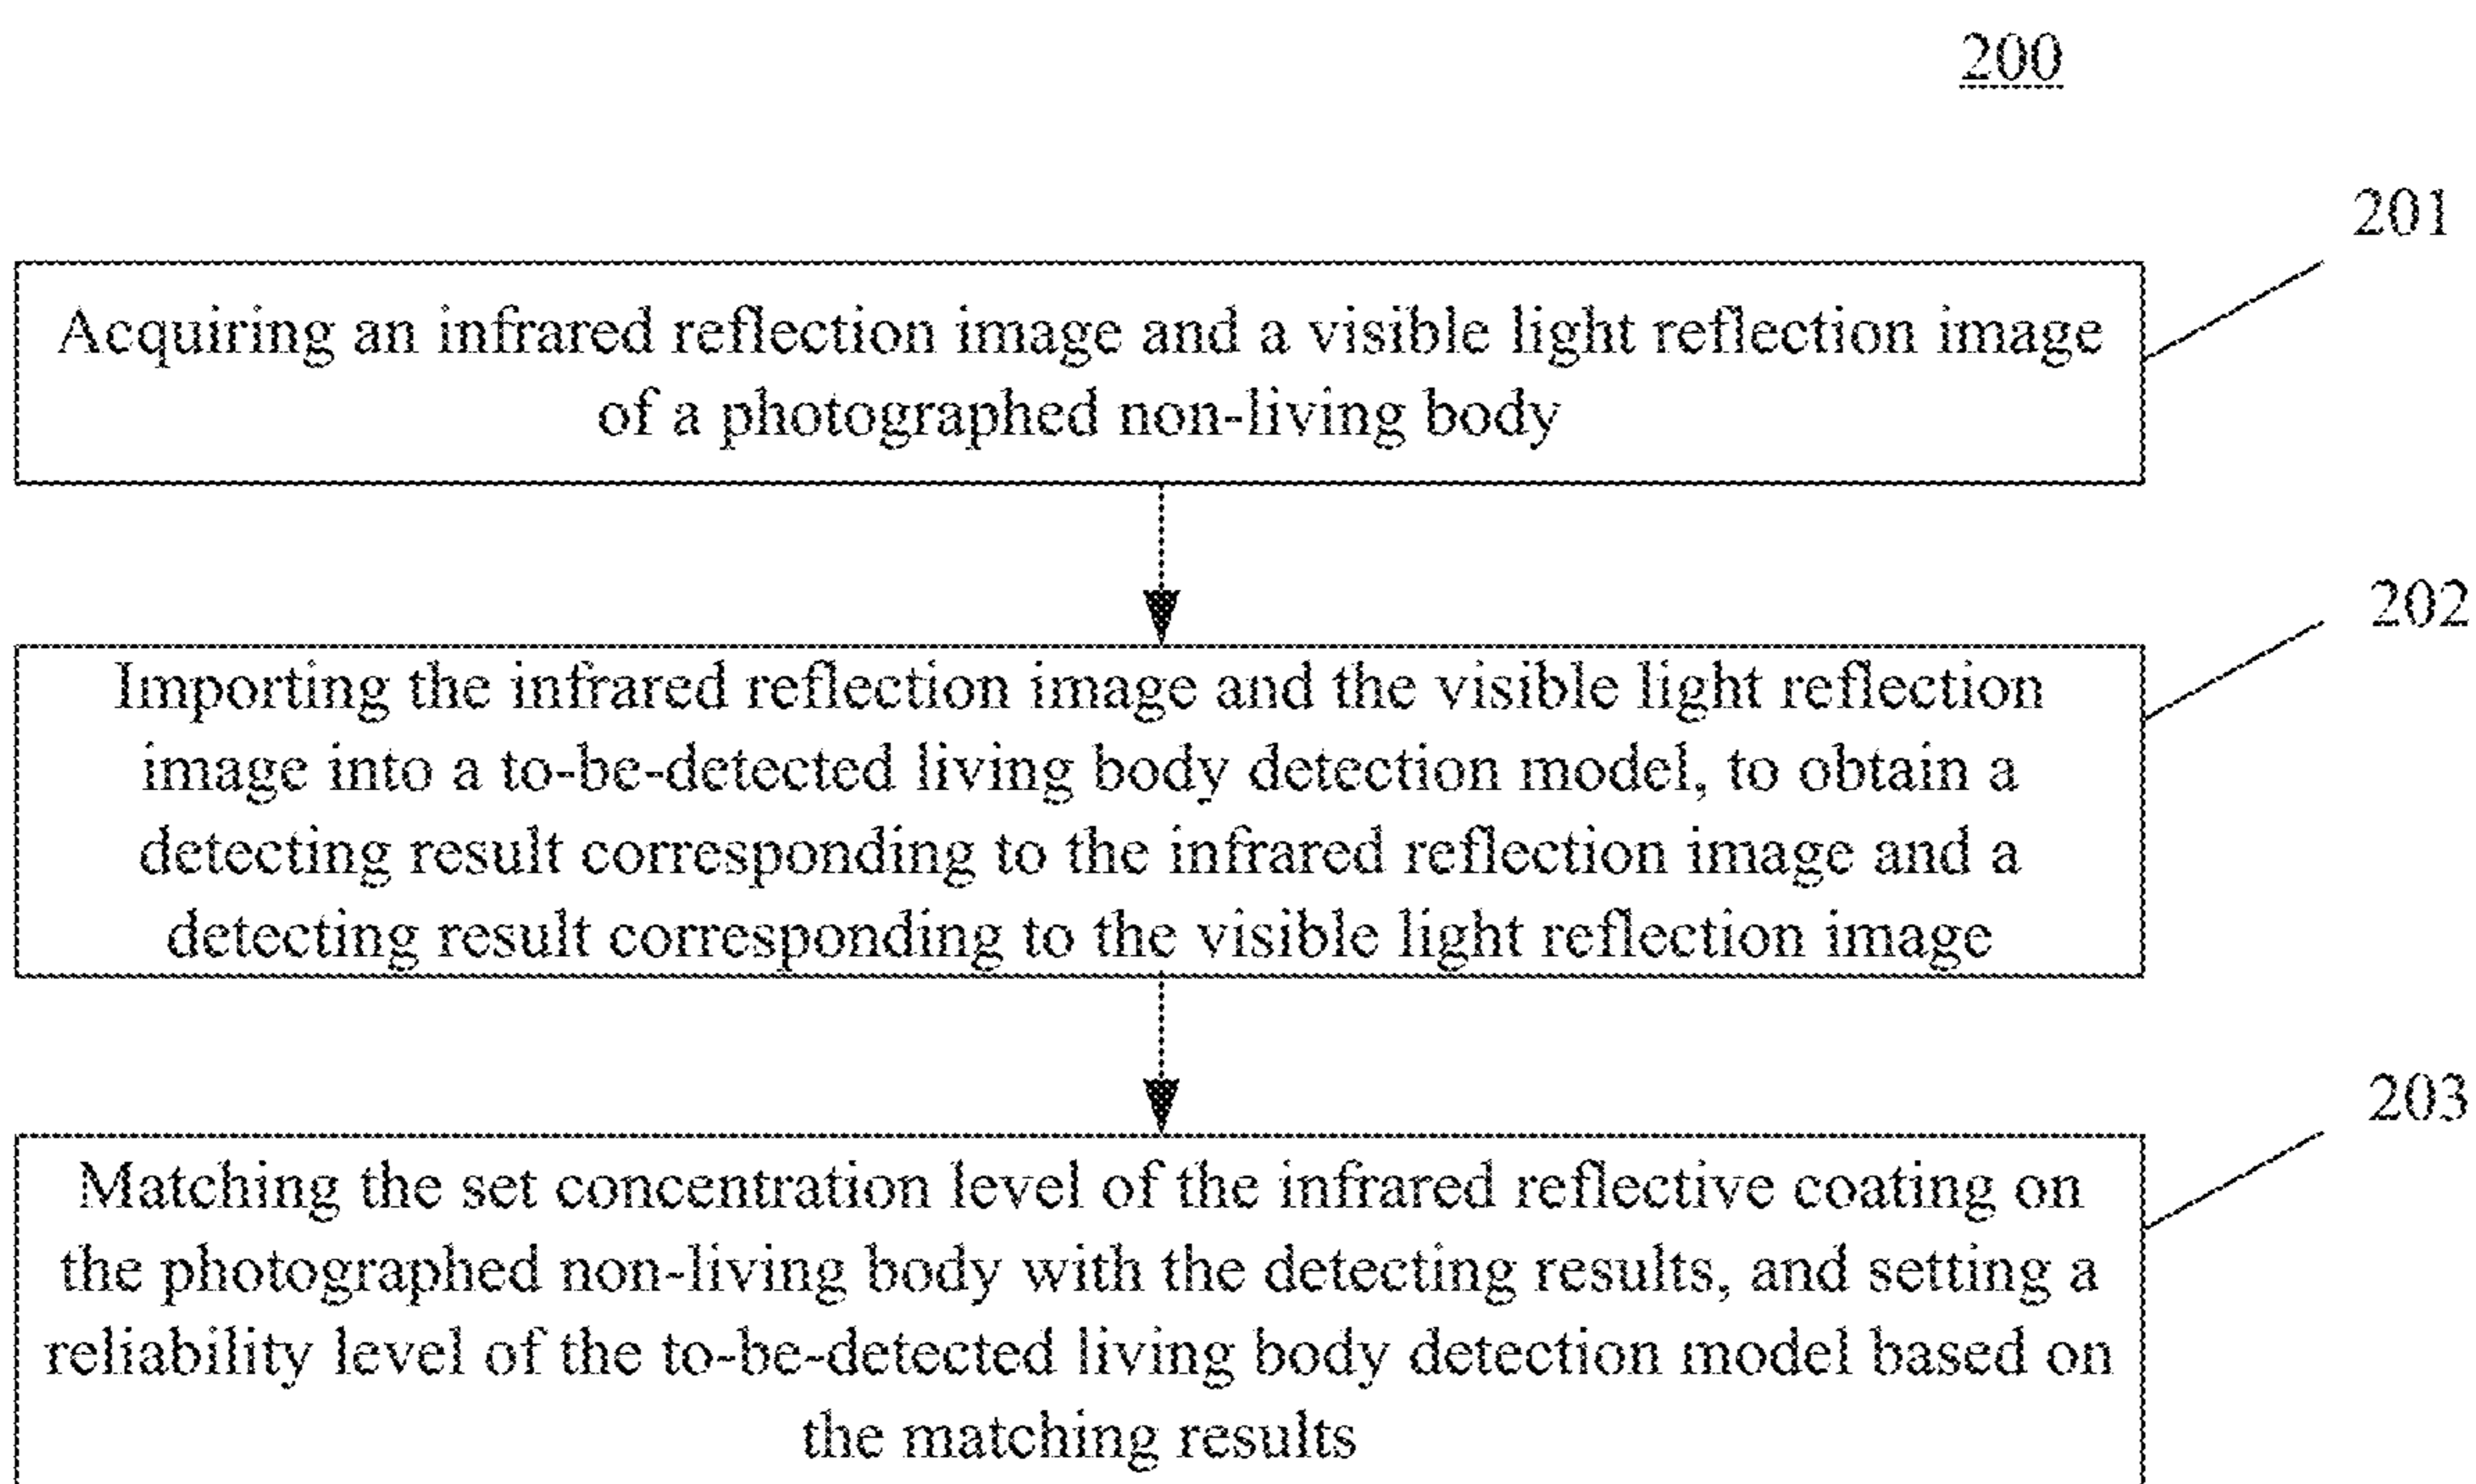 200
201
Acquiring an infrared reflection image and a visible light reflection image
of a photographed non-living body
202
Importing the infrared reflection image and the visible light reflection
image into a to-be-detected living body detection model, to obtain a
detecting result corresponding to the infrared reflection image and a
detecting result corresponding to the visible light reflection image
203
Matching the set concentration level of the infrared reflective coating on
the photographed non-living body with the detecting results, and setting a
reliability level of the to-be-detected living body detection model based on
the matching results